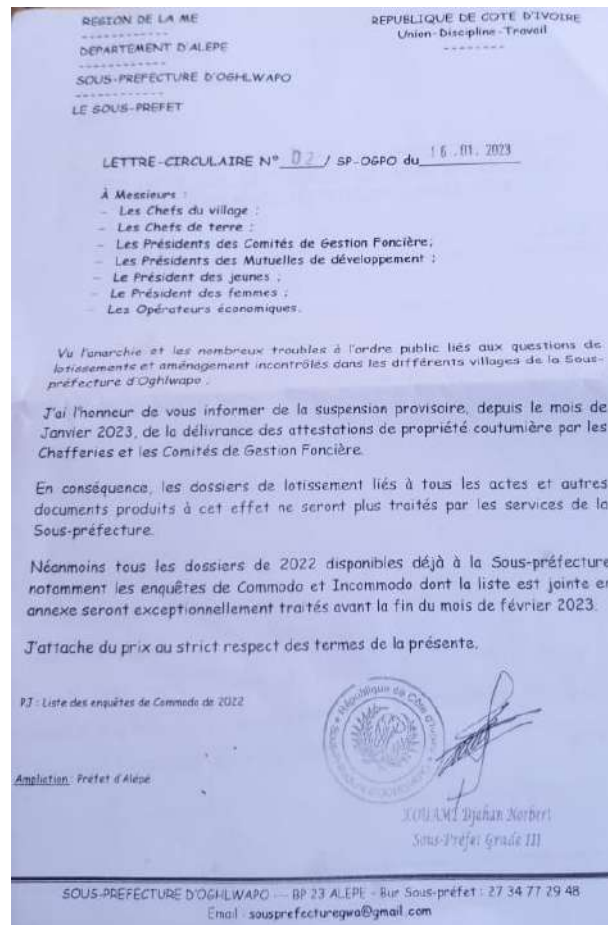 REGION DE LA ME
------------
DEPARTEMENT D'ALEPE
------------
SOUS-PREFECTURE D'OGHLWAPO
------------
LE SOUS-PREFET
REPUBLIQUE DE COTE D'IVOIRE
Union-Discipline-Travail
--------
LETTRE-CIRCULAIRE N° 02 / SP-OGPO du 16.01.2023
À Messieurs :
- Les Chefs du village ;
- Les Chefs de terre ;
- Les Présidents des Comités de Gestion Foncière;
- Les Présidents des Mutuelles de développement ;
- Le Président des jeunes ;
- Le Président des femmes ;
- Les Opérateurs économiques.
Vu l'anarchie et les nombreux troubles à l'ordre public liés aux questions de
lotissements et aménagement incontrôlés dans les différents villages de la Sous-
préfecture d'Oghlwapo .
J'ai l'honneur de vous informer de la suspension provisoire, depuis le mois de
Janvier 2023, de la délivrance des attestations de propriété coutumière par les
Chefferies et les Comités de Gestion Foncière.
En conséquence, les dossiers de lotissement liés à tous les actes et autres
documents produits à cet effet ne seront plus traités par les services de la
Sous-préfecture.
Néanmoins tous les dossiers de 2022 disponibles déjà à la Sous-préfecture
notamment les enquêtes de Commodo et Incommodo dont la liste est jointe en
annexe seront exceptionnellement traités avant la fin du mois de février 2023.
J'attache du prix au strict respect des termes de la présente.
PJ : Liste des enquêtes de Commodo de 2022
République de Côte d'Ivoire
Ampliation : Préfet d'Alépé
KOUAMI Djahan Norbert
Sous-Préfet Grade III
SOUS-PREFECTURE D'OGHLWAPO --- BP 23 ALEPE - Bur Sous-préfet : 27 34 77 29 48
Email : sousprefecturegwa@gmail.com